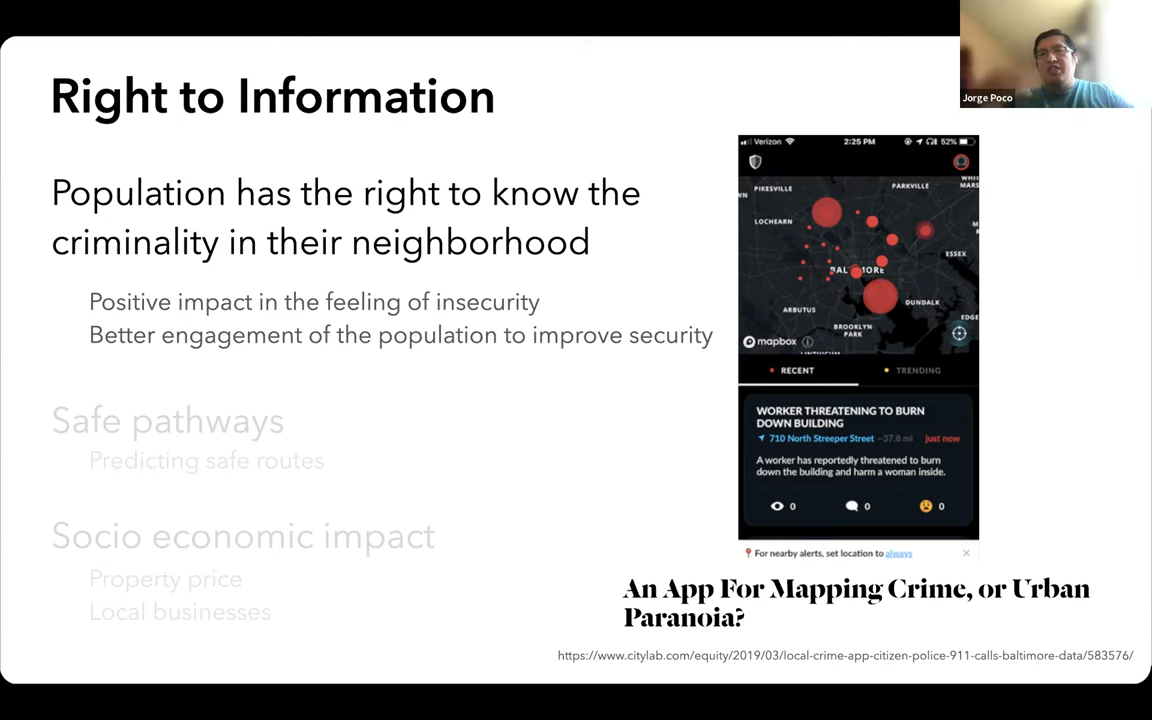 Right to Information
Population has the right to know the
criminality in their neighborhood
Positive impact in the feeling of insecurity
Better engagement of the population to improve security
Safe pathways
Predicting safe routes
Socio economic impact
Property price
Local businesses
Jorge Poco
Verizon 2:25 PM 52%
PIKESVILLE
PARKVILLE
LOCHEARN
ESSEX
BALTIMORE
ARBUTUS
DUNDALK
BROOKLYN
PARK
EDGE
mapbox
RECENT TRENDING
WORKER THREATENING TO BURN
DOWN BUILDING
710 North Streeper Street ~37.8 mi just now
A worker has reportedly threatened to burn
down the building and harm a woman inside.
0 0 0
For nearby alerts, set location to always
An App For Mapping Crime, or Urban
Paranoia?
https://www.citylab.com/equity/2019/03/local-crime-app-citizen-police-911-calls-baltimore-data/583576/